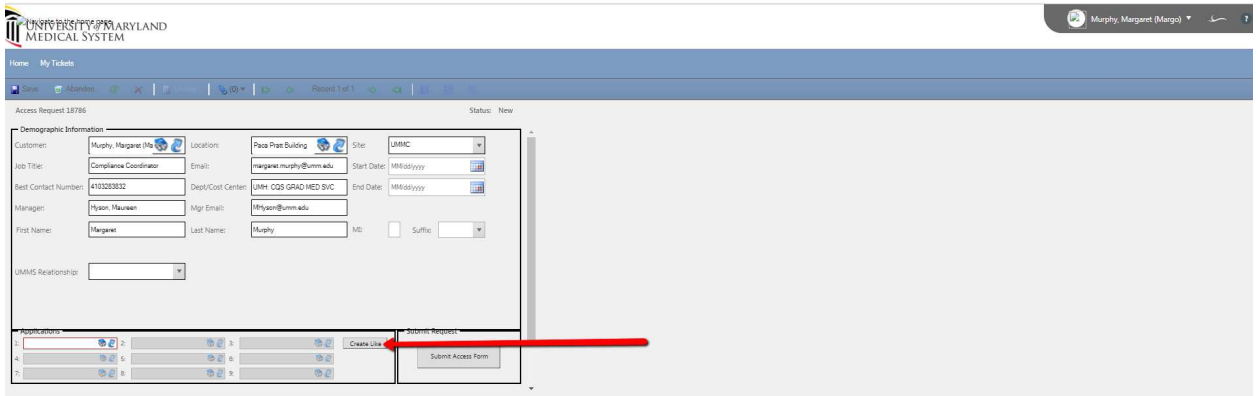 Navigate to the home page
UNIVERSITY of MARYLAND
MEDICAL SYSTEM
Murphy, Margaret (Margo)
?
Home My Tickets
Save Abandon (0) Record 1 of 1
Access Request 18786 Status: New
Demographic Information
Customer: Murphy, Margaret (Ma Location: Paca Pratt Building Site: UMMC
Job Title: Compliance Coordinator Email: margaret.murphy@umm.edu Start Date: MM/dd/yyyy
Best Contact Number: 4103283832 Dept/Cost Center: UMH: CQS GRAD MED SVC End Date: MM/dd/yyyy
Manager: Hyson, Maureen Mgr Email: MHyson@umm.edu
First Name: Margaret Last Name: Murphy MI: Suffix:
UMMS Relationship:
Applications Submit Request
1: 2: 3: Create Like
4: 5: 6: Submit Access Form
7: 8: 9: